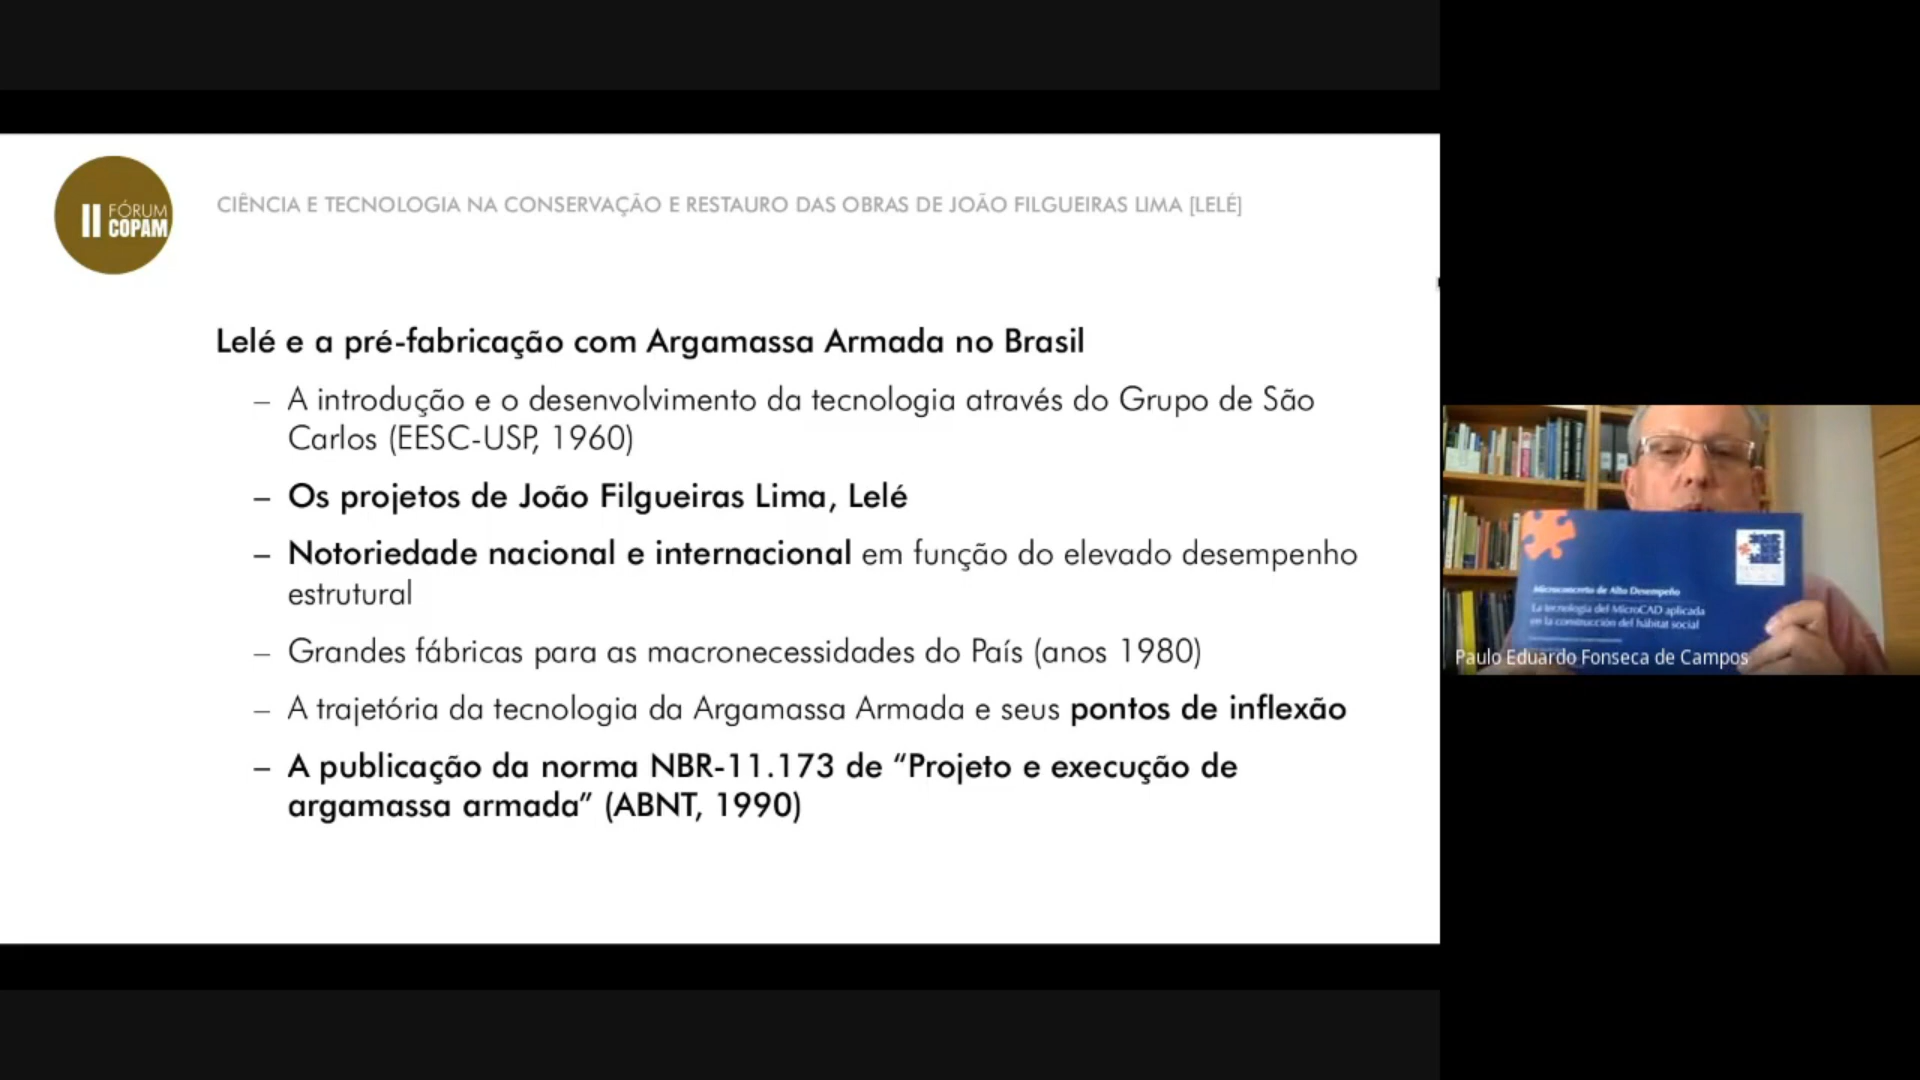 II FÓRUM
COPAM
CIÊNCIA E TECNOLOGIA NA CONSERVAÇÃO E RESTAURO DAS OBRAS DE JOÃO FILGUEIRAS LIMA [LELÉ]
Lelé e a pré-fabricação com Argamassa Armada no Brasil
– A introdução e o desenvolvimento da tecnologia através do Grupo de São
Carlos (EESC-USP, 1960)
– Os projetos de João Filgueiras Lima, Lelé
– Notoriedade nacional e internacional em função do elevado desempenho
estrutural
– Grandes fábricas para as macronecessidades do País (anos 1980)
– A trajetória da tecnologia da Argamassa Armada e seus pontos de inflexão
– A publicação da norma NBR-11.173 de “Projeto e execução de
argamassa armada” (ABNT, 1990)
Microconcreto de Alto Desempeño
La tecnología del MicroCAD aplicada
en la construcción del hábitat social
Paulo Eduardo Fonseca de Campos